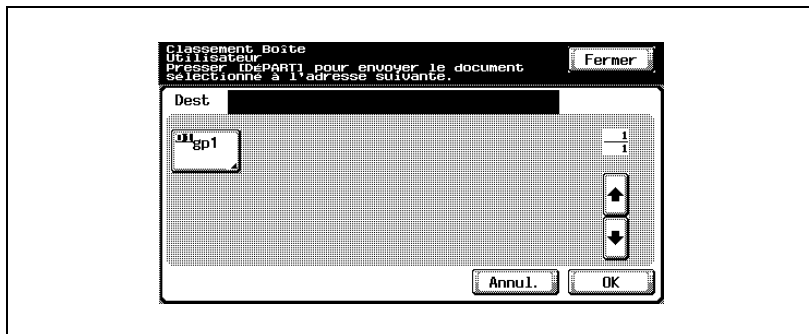 Classement Boîte
Utilisateur
Presser [DéPART] pour envoyer le document
sélectionné à l'adresse suivante.
Fermer
Dest
gp1
1
1
Annul.
OK